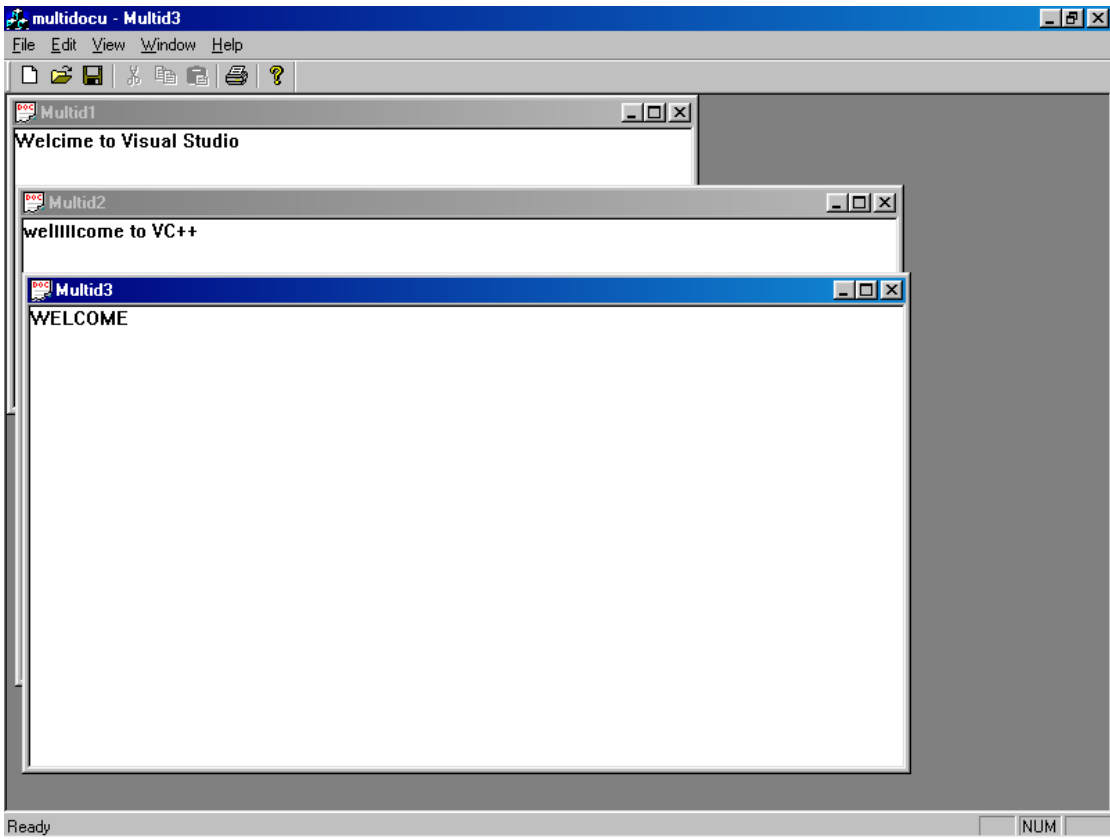 multidocu - Multid3
File Edit View Window Help
Multid1
Welcime to Visual Studio
Multid2
wellllllcome to VC++
Multid3
WELCOME
Ready
NUM